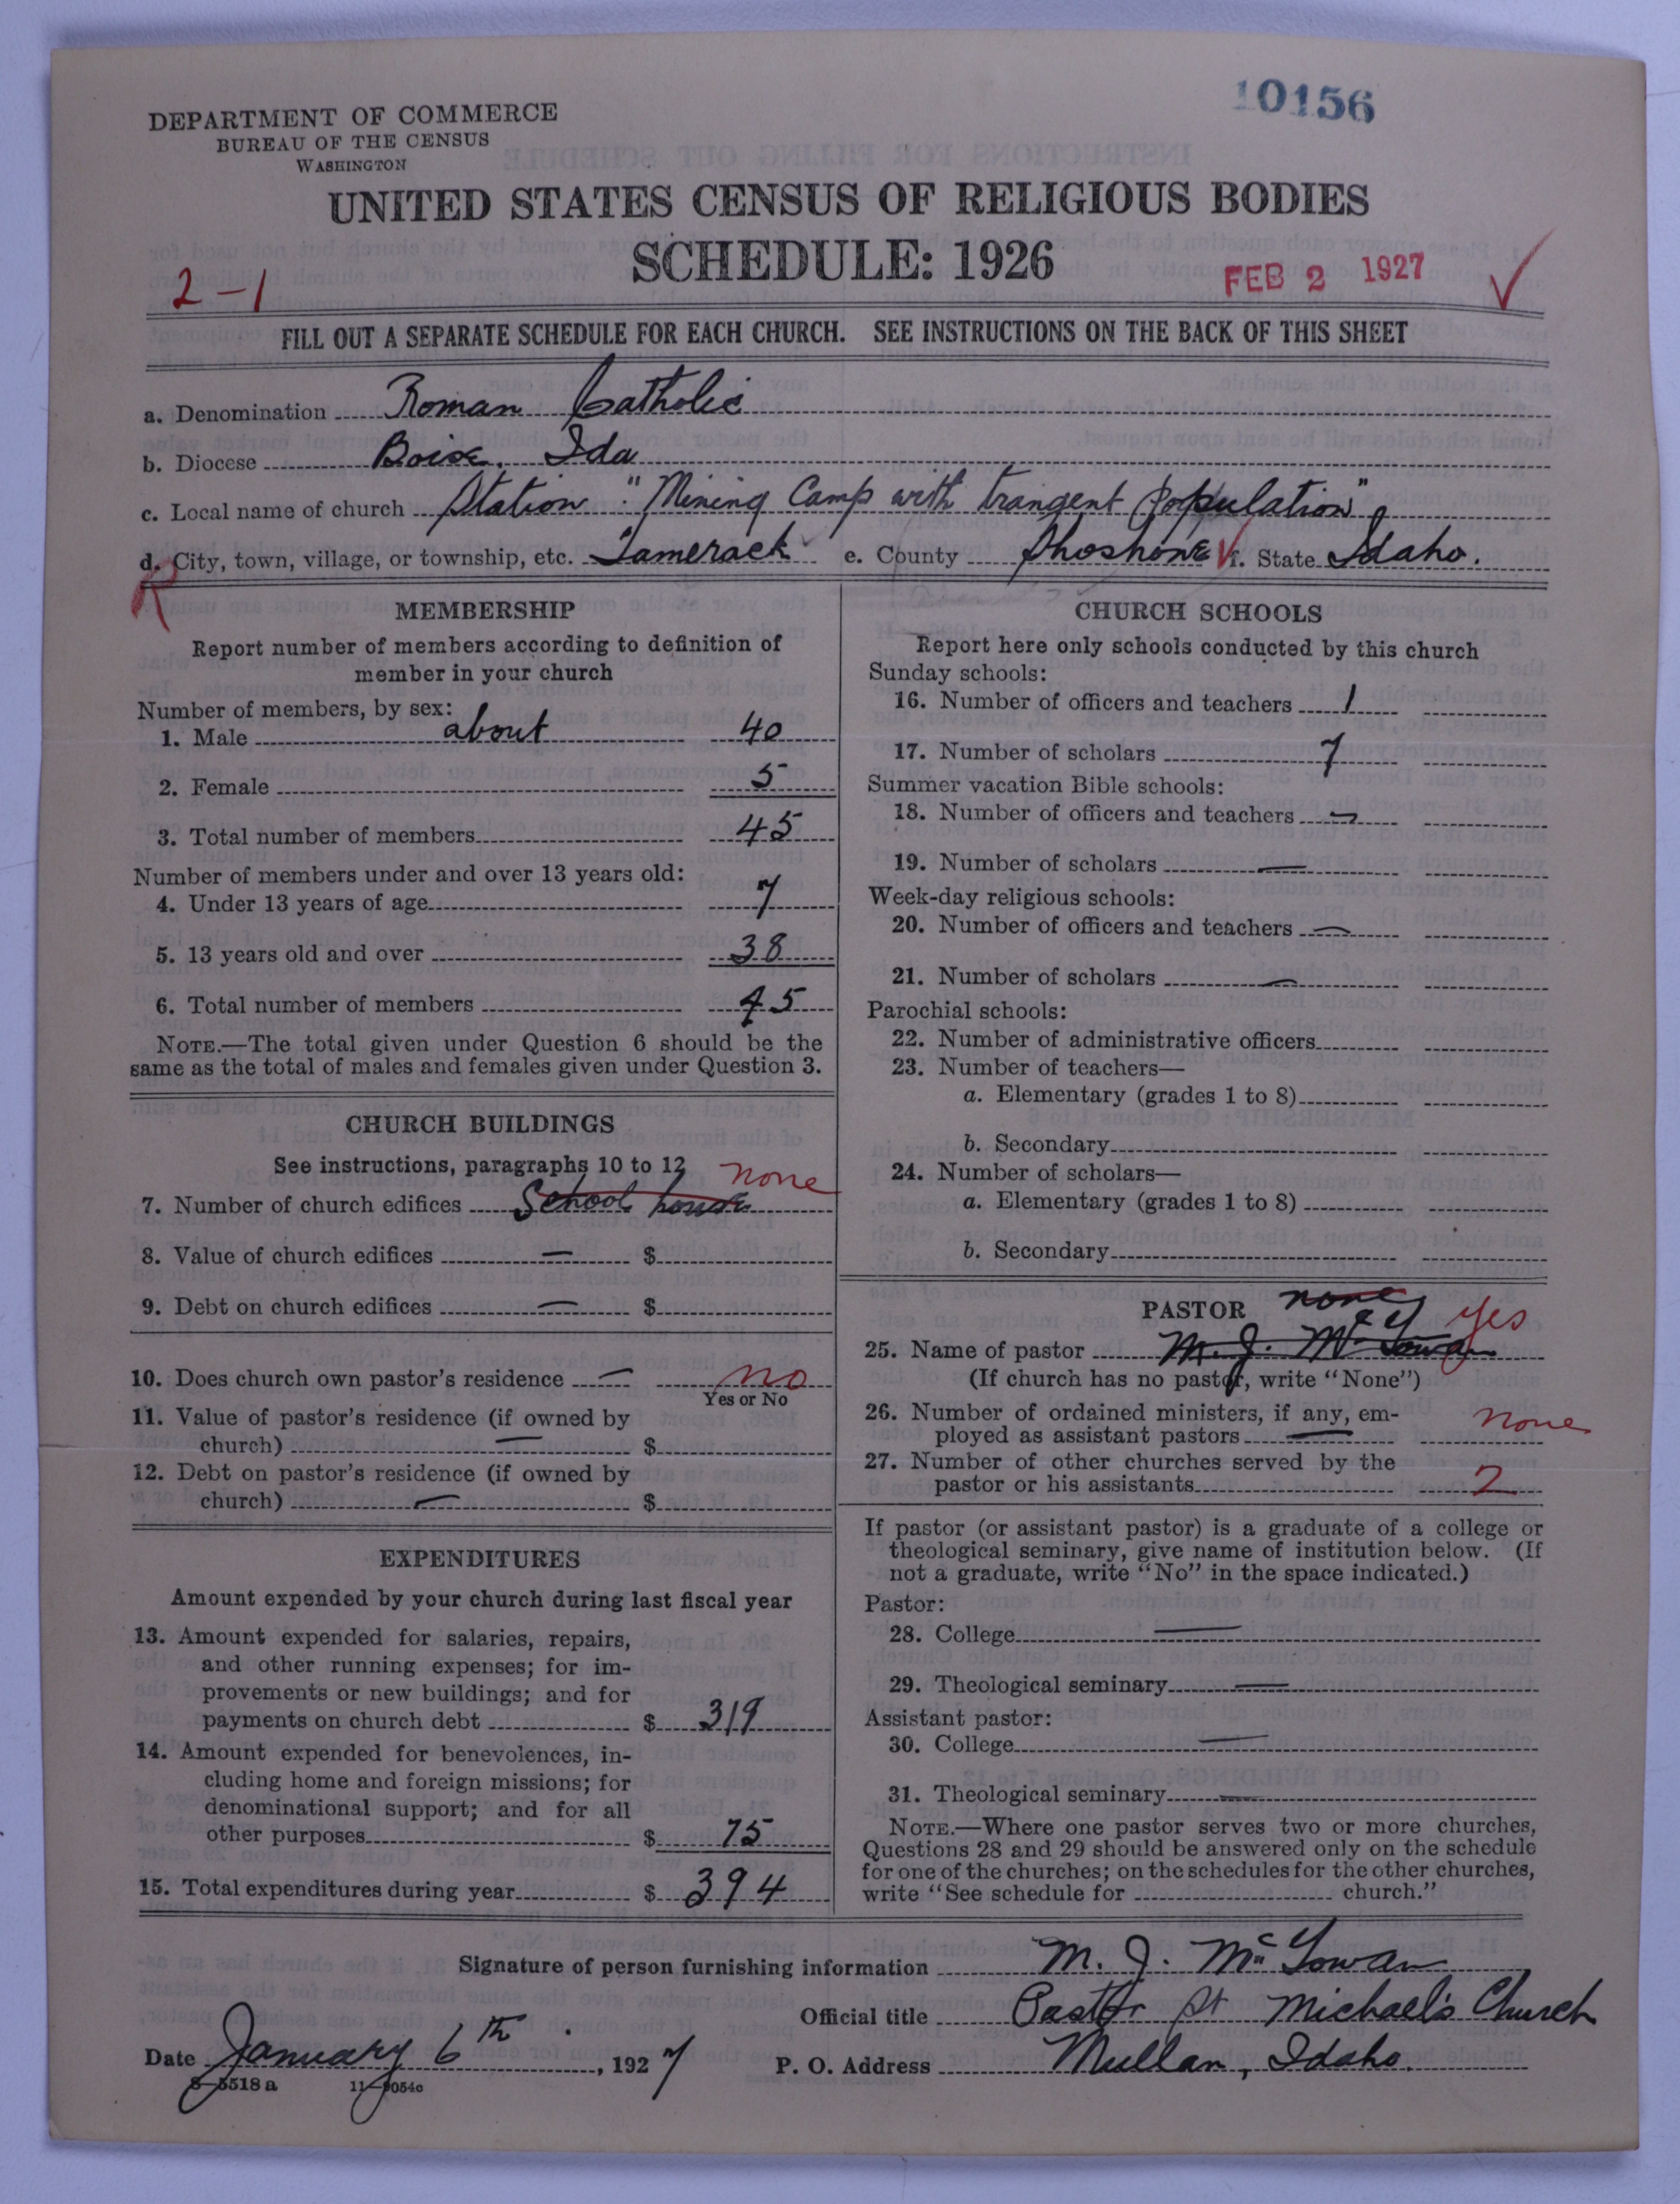 10156
DEPARTMENT OF COMMERCE
BUREAU OF THE CENSUS
WASHINGTON
UNITED STATES CENSUS OF RELIGIOUS BODIES
SCHEDULE: 1926
2-1
FEB 2 1927
FILL OUT A SEPARATE SCHEDULE FOR EACH CHURCH. SEE INSTRUCTIONS ON THE BACK OF THIS SHEET
a. Denomination Roman Catholic
b. Diocese Boise, Ida
c. Local name of church Station "Mining Camp with trangent population"
d. City, town, village, or township, etc. Tamerack e. County Shoshone f. State Idaho.
MEMBERSHIP
Report number of members according to definition of
member in your church
Number of members, by sex:
1. Male about 40
2. Female 5
3. Total number of members 45
Number of members under and over 13 years old:
4. Under 13 years of age 7
5. 13 years old and over 38
6. Total number of members 45
NOTE.—The total given under Question 6 should be the
same as the total of males and females given under Question 3.
CHURCH BUILDINGS
See instructions, paragraphs 10 to 12
none
7. Number of church edifices School house
8. Value of church edifices — $
9. Debt on church edifices — $
10. Does church own pastor's residence — no
Yes or No
11. Value of pastor's residence (if owned by
church) — $
12. Debt on pastor's residence (if owned by
church) — $
EXPENDITURES
Amount expended by your church during last fiscal year
13. Amount expended for salaries, repairs,
and other running expenses; for im-
provements or new buildings; and for
payments on church debt $ 319
14. Amount expended for benevolences, in-
cluding home and foreign missions; for
denominational support; and for all
other purposes $ 75
15. Total expenditures during year $ 394
CHURCH SCHOOLS
Report here only schools conducted by this church
Sunday schools:
16. Number of officers and teachers 1
17. Number of scholars 7
Summer vacation Bible schools:
18. Number of officers and teachers —
19. Number of scholars —
Week-day religious schools:
20. Number of officers and teachers —
21. Number of scholars —
Parochial schools:
22. Number of administrative officers
23. Number of teachers—
a. Elementary (grades 1 to 8)
b. Secondary
24. Number of scholars—
a. Elementary (grades 1 to 8)
b. Secondary
PASTOR none yes
25. Name of pastor M. J. McGowan
(If church has no pastor, write "None")
26. Number of ordained ministers, if any, em-
ployed as assistant pastors — none
27. Number of other churches served by the
pastor or his assistants 2
If pastor (or assistant pastor) is a graduate of a college or
theological seminary, give name of institution below. (If
not a graduate, write "No" in the space indicated.)
Pastor:
28. College —
29. Theological seminary —
Assistant pastor:
30. College —
31. Theological seminary —
NOTE.—Where one pastor serves two or more churches,
Questions 28 and 29 should be answered only on the schedule
for one of the churches; on the schedules for the other churches,
write "See schedule for church."
Signature of person furnishing information M. J. McGowan
Official title Pastor St Michael's Church
Date January 6th, 1927 P. O. Address Mullan, Idaho.
8-5518a 11-9054c